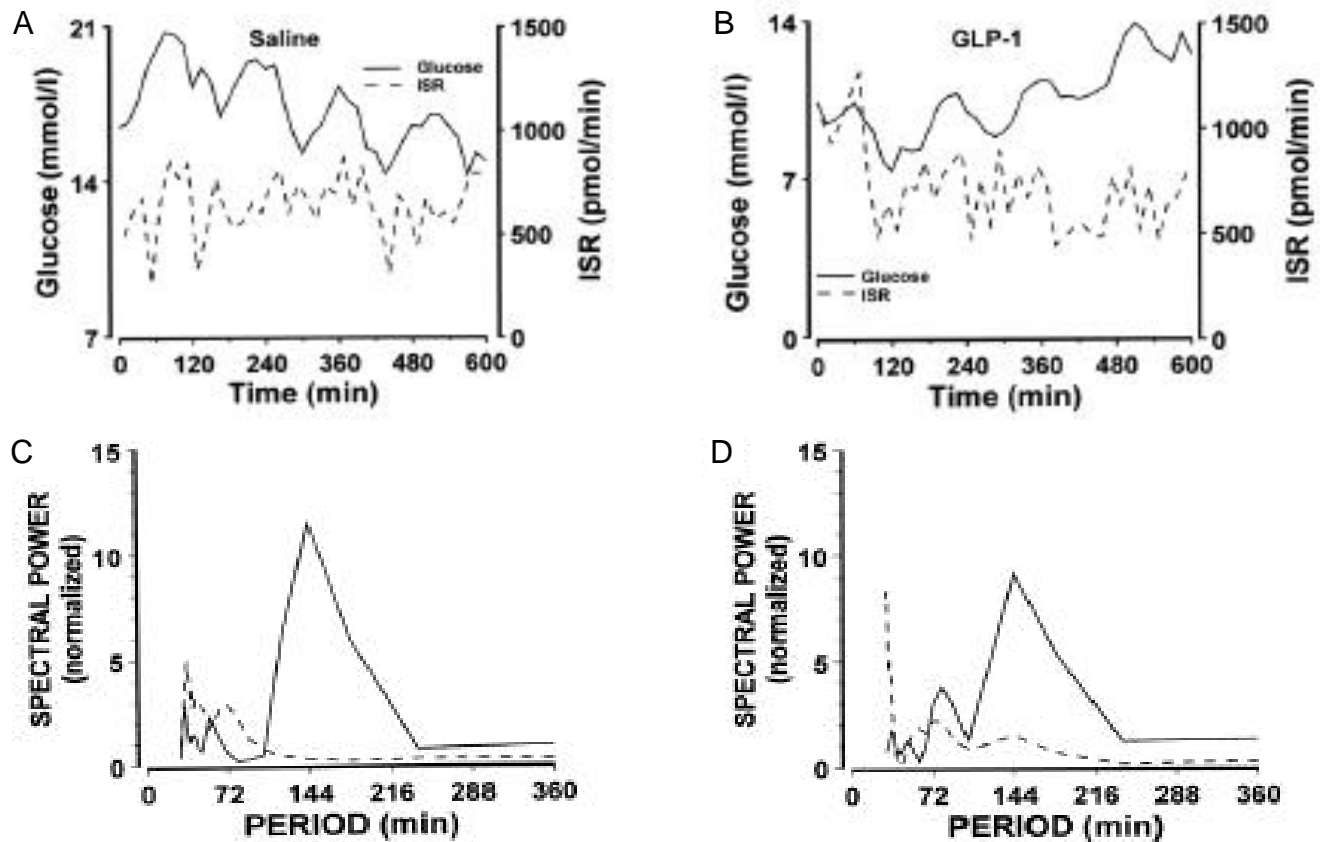 A
Saline
Glucose
ISR
21
14
7
Glucose (mmol/l)
1500
1000
500
0
ISR (pmol/min)
0 120 240 360 480 600
Time (min)
B
GLP-1
Glucose
ISR
14
7
0
Glucose (mmol/l)
1500
1000
500
0
ISR (pmol/min)
0 120 240 360 480 600
Time (min)
C
15
10
5
0
SPECTRAL POWER
(normalized)
0 72 144 216 288 360
PERIOD (min)
D
15
10
5
0
SPECTRAL POWER
(normalized)
0 72 144 216 288 360
PERIOD (min)